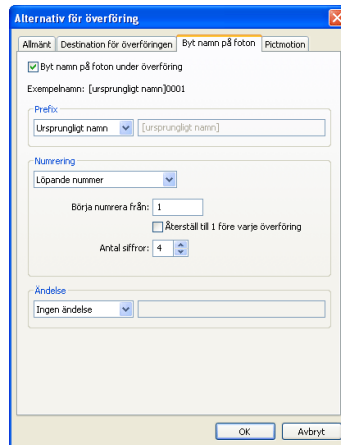 Alternativ för överföring
Allmänt Destination för överföringen Byt namn på foton Pictmotion
Byt namn på foton under överföring
Exempelnamn: [ursprungligt namn]0001
Prefix
Ursprungligt namn [ursprungligt namn]
Numrering
Löpande nummer
Börja numrera från: 1
Återställ till 1 före varje överföring
Antal siffror: 4
Ändelse
Ingen ändelse
OK Avbryt